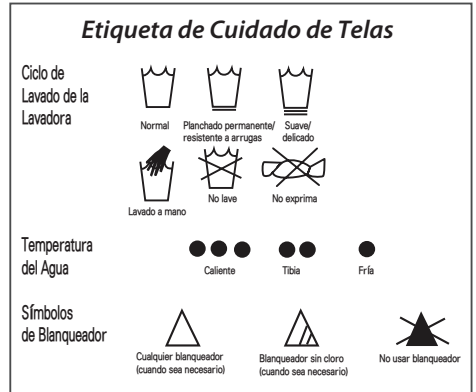 Etiqueta de Cuidado de Telas
Ciclo de
Lavado de la
Lavadora
Normal
Planchado permanente/
resistente a arrugas
Suave/
delicado
Lavado a mano
No lave
No exprima
Temperatura
del Agua
Caliente
Tibia
Fría
Símbolos
de Blanqueador
Cualquier blanqueador
(cuando sea necesario)
Blanqueador sin cloro
(cuando sea necesario)
No usar blanqueador